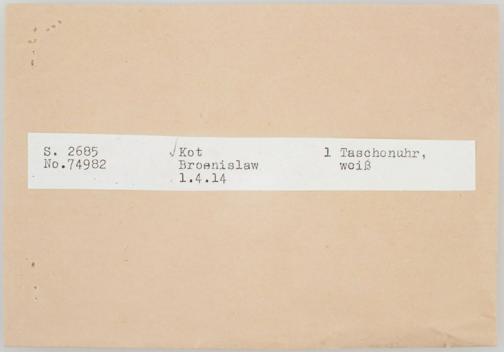 S. 2685 ✓Kot 1 Taschenuhr,
No.74982 Broenislaw weiß
1.4.14